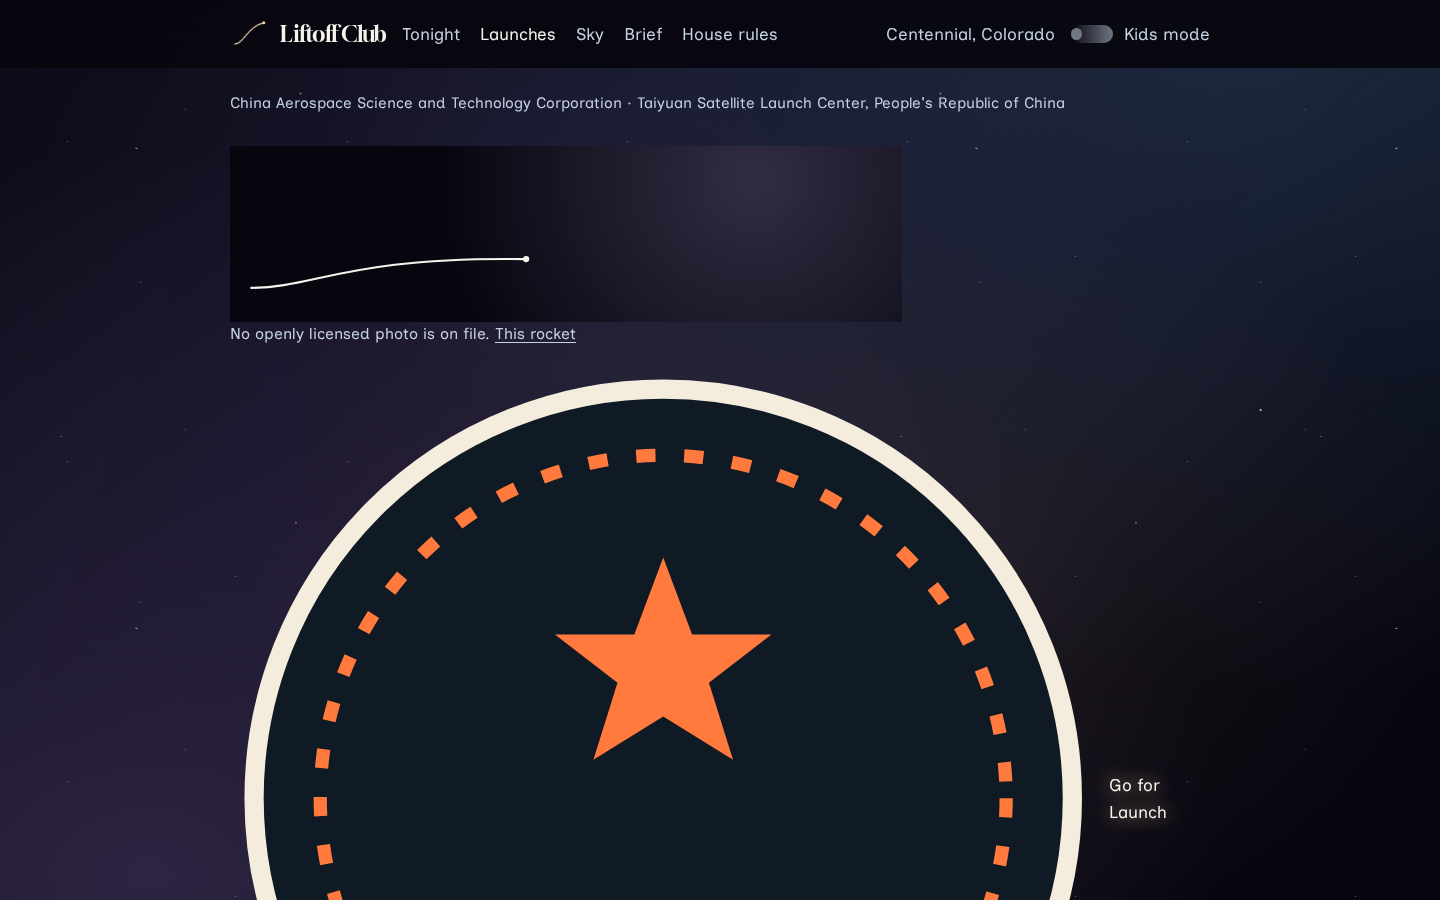 Liftoff Club Tonight Launches Sky Brief House rules Centennial, Colorado Kids mode
China Aerospace Science and Technology Corporation · Taiyuan Satellite Launch Center, People's Republic of China
No openly licensed photo is on file. This rocket
Go for
Launch